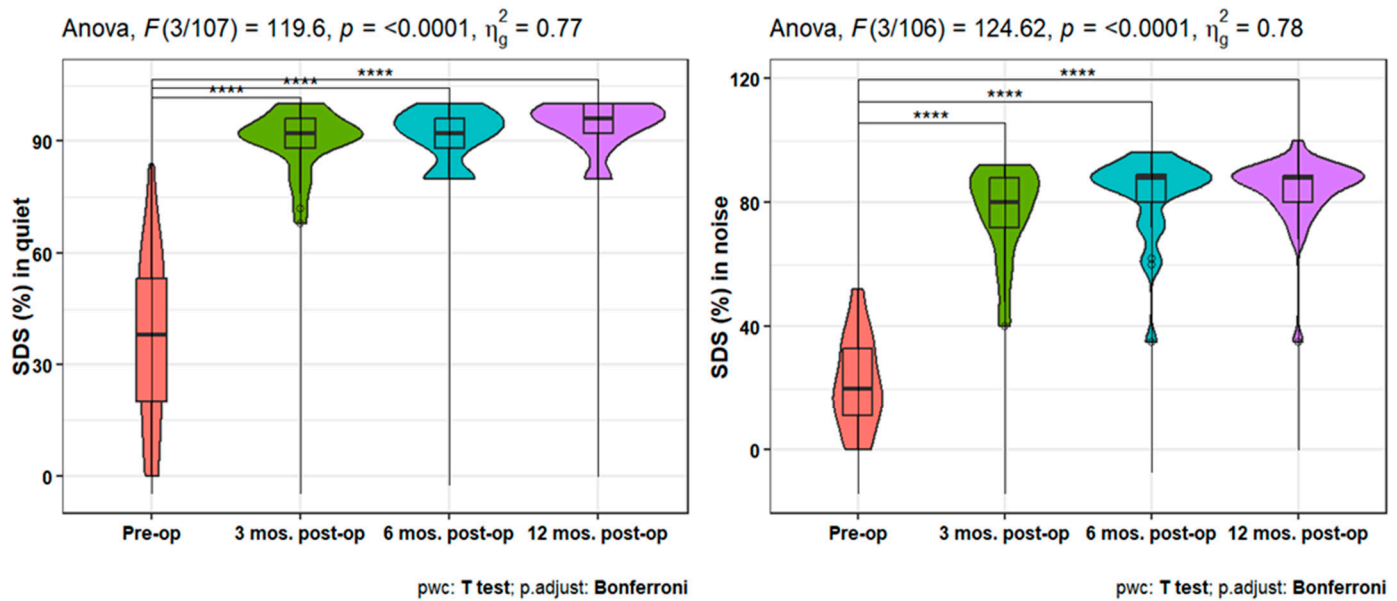 Anova, F(3/107) = 119.6, p = <0.0001, η²g = 0.77
****
****
****
SDS (%) in quiet
90
60
30
0
Pre-op 3 mos. post-op 6 mos. post-op 12 mos. post-op
pwc: T test; p.adjust: Bonferroni
Anova, F(3/106) = 124.62, p = <0.0001, η²g = 0.78
****
****
****
SDS (%) in noise
120
80
40
0
Pre-op 3 mos. post-op 6 mos. post-op 12 mos. post-op
pwc: T test; p.adjust: Bonferroni